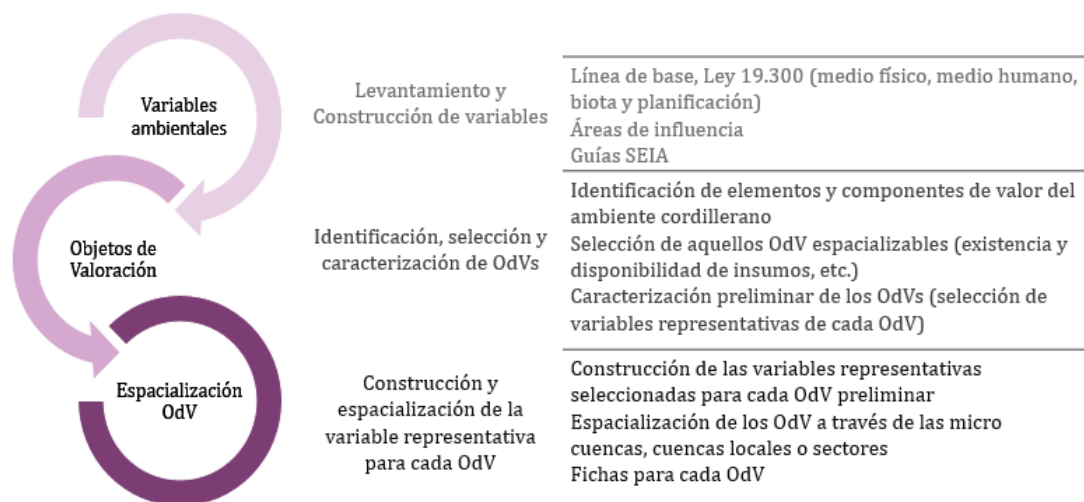 Variables
ambientales
Levantamiento y
Construcción de variables
Línea de base, Ley 19.300 (medio físico, medio humano,
biota y planificación)
Áreas de influencia
Guías SEIA
Objetos de
Valoración
Identificación, selección y
caracterización de OdVs
Identificación de elementos y componentes de valor del
ambiente cordillerano
Selección de aquellos OdV espacializables (existencia y
disponibilidad de insumos, etc.)
Caracterización preliminar de los OdVs (selección de
variables representativas de cada OdV)
Espacialización
OdV
Construcción y
espacialización de la
variable representativa
para cada OdV
Construcción de las variables representativas
seleccionadas para cada OdV preliminar
Espacialización de los OdV a través de las micro
cuencas, cuencas locales o sectores
Fichas para cada OdV